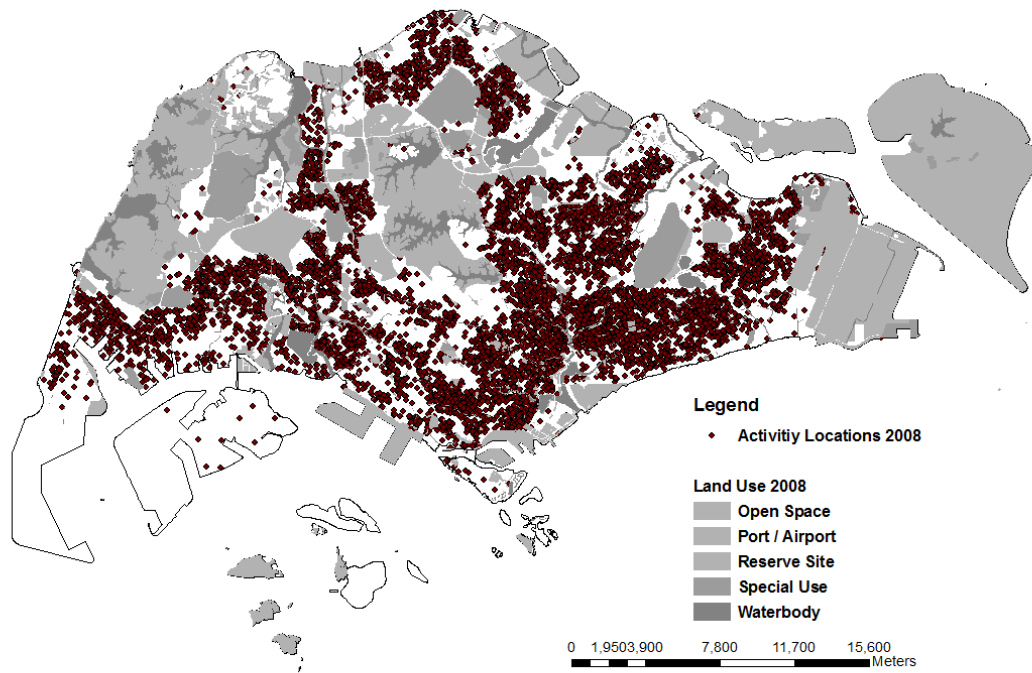 Legend
Activitiy Locations 2008
Land Use 2008
Open Space
Port / Airport
Reserve Site
Special Use
Waterbody
0 1,9503,900 7,800 11,700 15,600
Meters